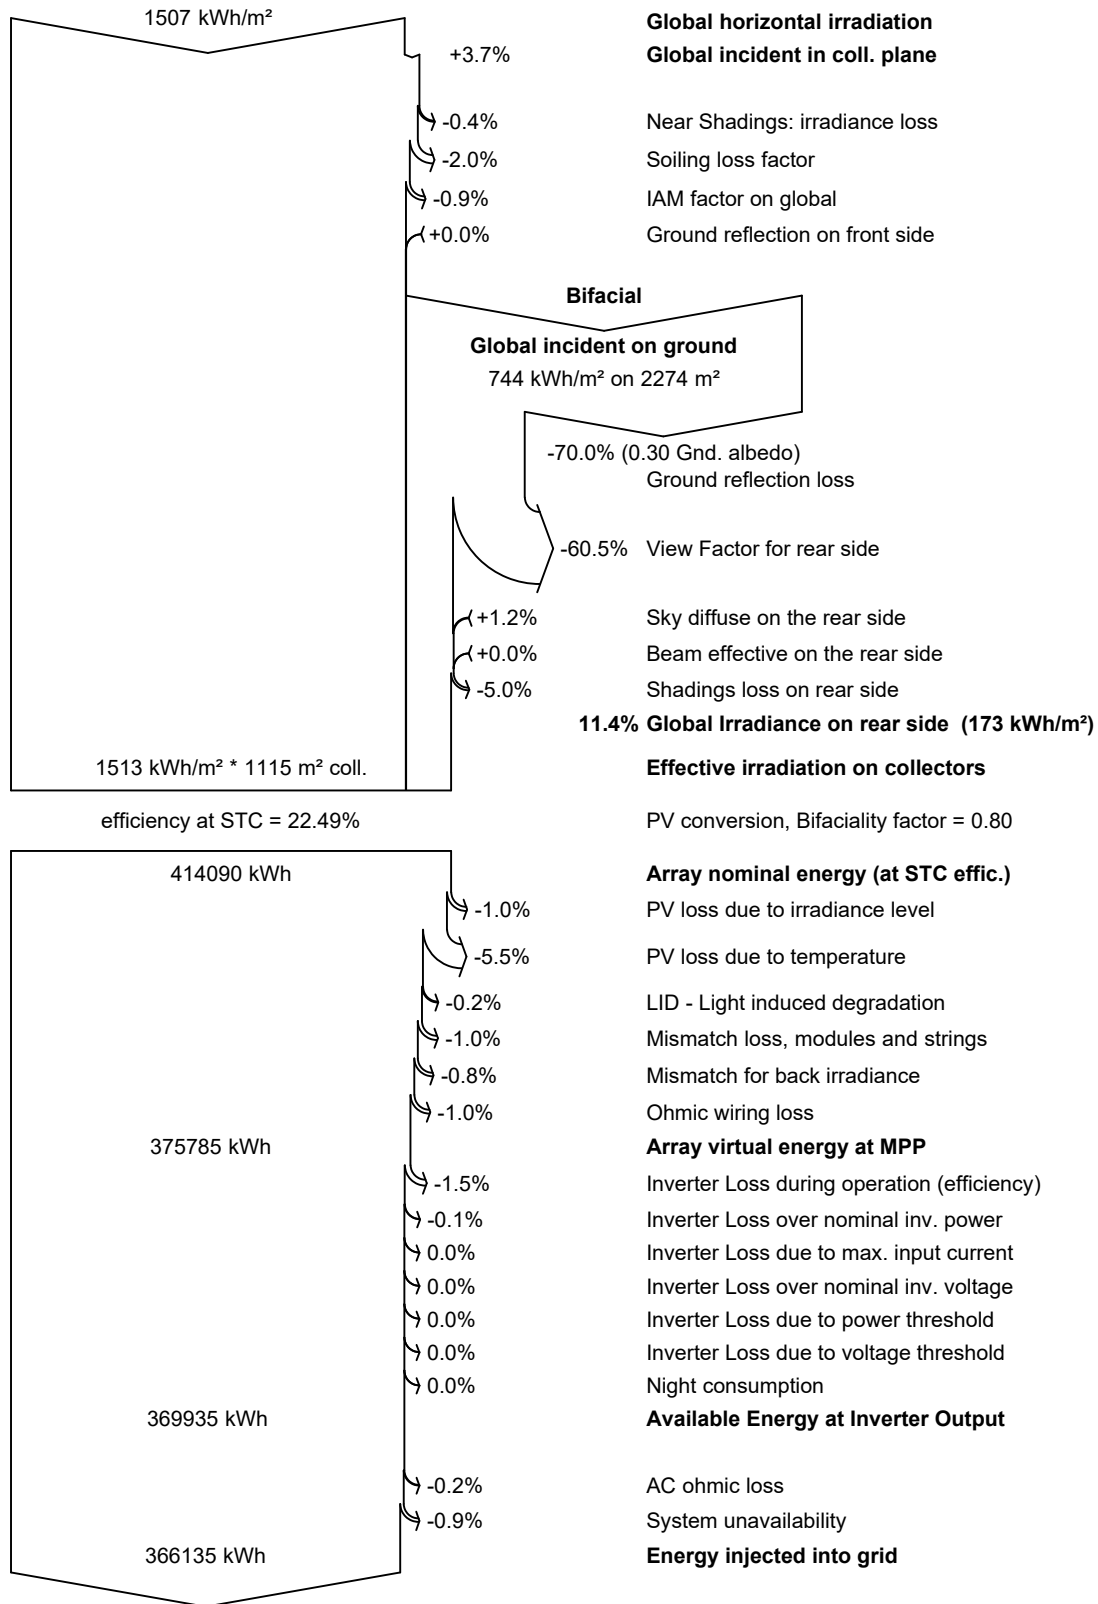 1507 kWh/m² Global horizontal irradiation
+3.7% Global incident in coll. plane
-0.4% Near Shadings: irradiance loss
-2.0% Soiling loss factor
-0.9% IAM factor on global
+0.0% Ground reflection on front side
Bifacial
Global incident on ground
744 kWh/m² on 2274 m²
-70.0% (0.30 Gnd. albedo)
Ground reflection loss
-60.5% View Factor for rear side
+1.2% Sky diffuse on the rear side
+0.0% Beam effective on the rear side
-5.0% Shadings loss on rear side
11.4% Global Irradiance on rear side (173 kWh/m²)
1513 kWh/m² * 1115 m² coll. Effective irradiation on collectors
efficiency at STC = 22.49% PV conversion, Bifaciality factor = 0.80
414090 kWh Array nominal energy (at STC effic.)
-1.0% PV loss due to irradiance level
-5.5% PV loss due to temperature
-0.2% LID - Light induced degradation
-1.0% Mismatch loss, modules and strings
-0.8% Mismatch for back irradiance
-1.0% Ohmic wiring loss
375785 kWh Array virtual energy at MPP
-1.5% Inverter Loss during operation (efficiency)
-0.1% Inverter Loss over nominal inv. power
0.0% Inverter Loss due to max. input current
0.0% Inverter Loss over nominal inv. voltage
0.0% Inverter Loss due to power threshold
0.0% Inverter Loss due to voltage threshold
0.0% Night consumption
369935 kWh Available Energy at Inverter Output
-0.2% AC ohmic loss
-0.9% System unavailability
366135 kWh Energy injected into grid